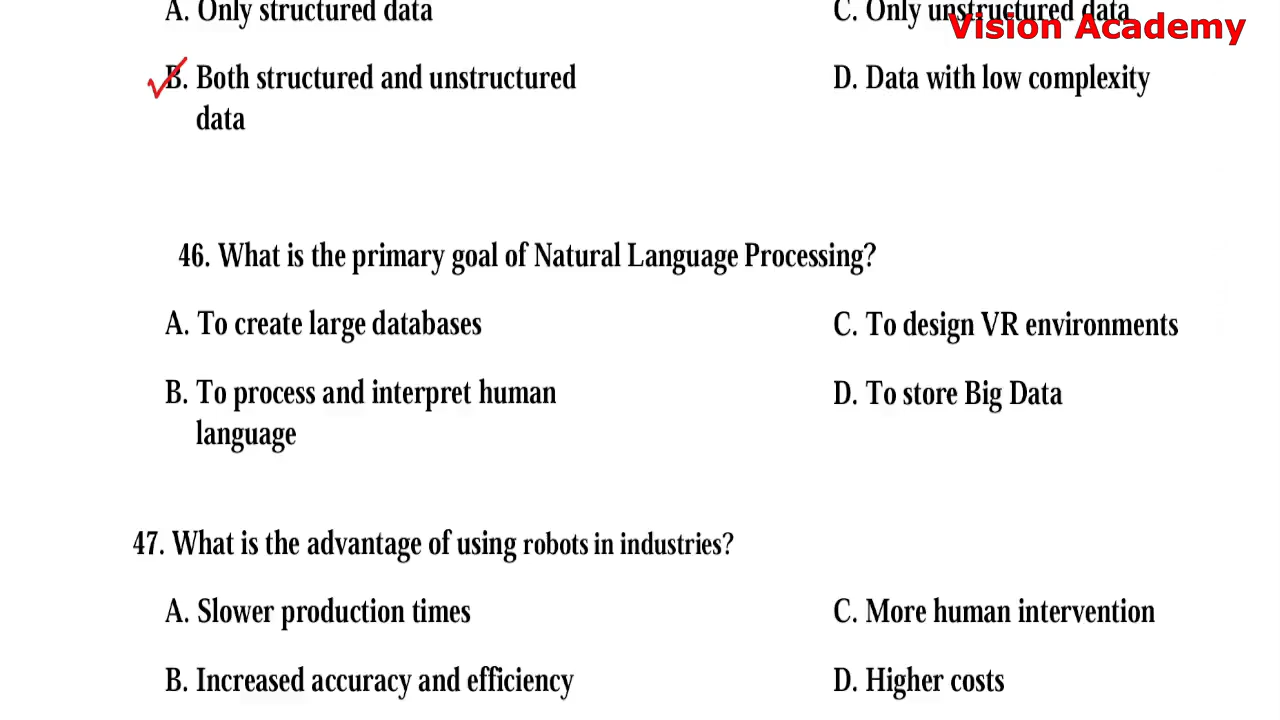 A. Only structured data
C. Only unstructured data
Vision Academy
B. Both structured and unstructured
data
D. Data with low complexity
46. What is the primary goal of Natural Language Processing?
A. To create large databases
C. To design VR environments
B. To process and interpret human
language
D. To store Big Data
47. What is the advantage of using robots in industries?
A. Slower production times
C. More human intervention
B. Increased accuracy and efficiency
D. Higher costs